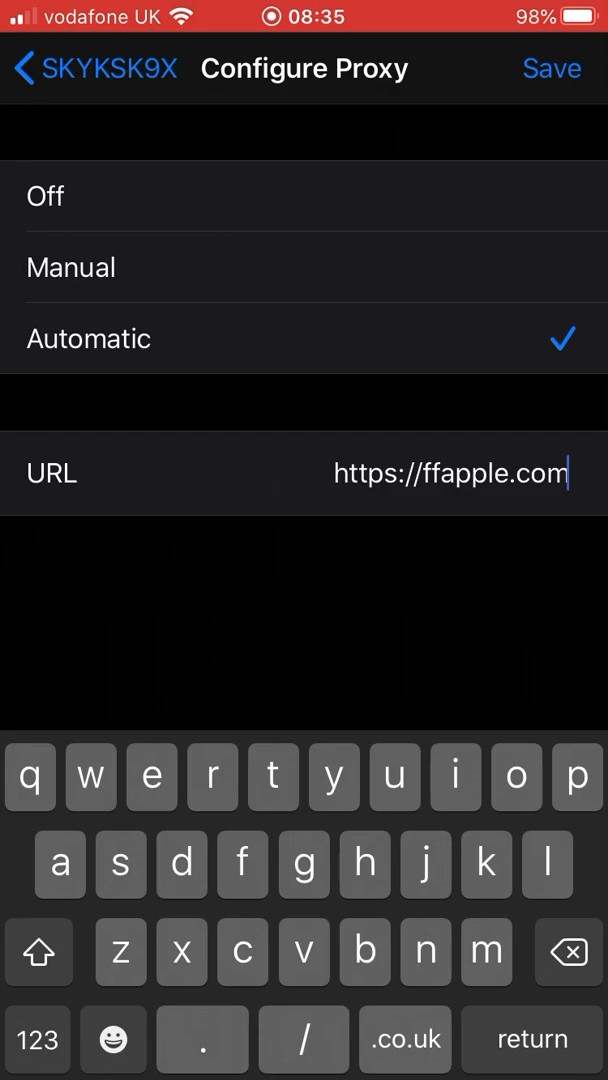 vodafone UK 08:35 98%
SKYKSK9X Configure Proxy Save
Off
Manual
Automatic
URL https://ffapple.com
q w e r t y u i o p
a s d f g h j k l
z x c v b n m
123 . / .co.uk return